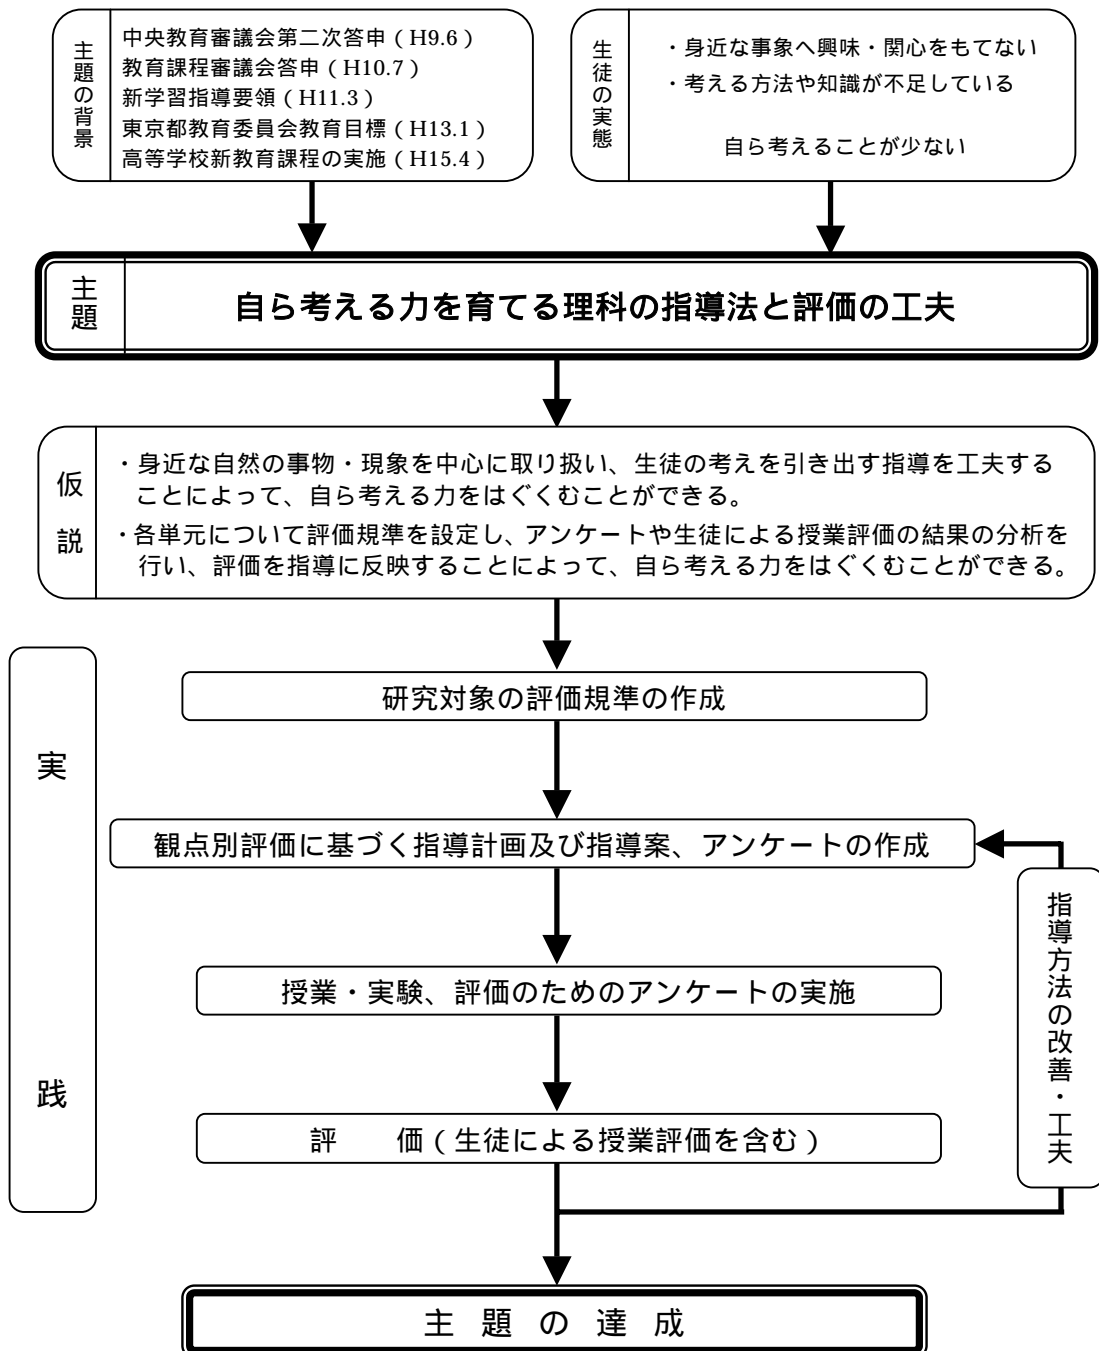 主題の背景
中央教育審議会第二次答申（H9.6）
教育課程審議会答申（H10.7）
新学習指導要領（H11.3）
東京都教育委員会教育目標（H13.1）
高等学校新教育課程の実施（H15.4）
生徒の実態
・身近な事象へ興味・関心をもてない
・考える方法や知識が不足している
自ら考えることが少ない
主題
自ら考える力を育てる理科の指導法と評価の工夫
仮説
・身近な自然の事物・現象を中心に取り扱い、生徒の考えを引き出す指導を工夫する
ことによって、自ら考える力をはぐくむことができる。
・各単元について評価規準を設定し、アンケートや生徒による授業評価の結果の分析を
行い、評価を指導に反映することによって、自ら考える力をはぐくむことができる。
実践
研究対象の評価規準の作成
観点別評価に基づく指導計画及び指導案、アンケートの作成
授業・実験、評価のためのアンケートの実施
評　　価（生徒による授業評価を含む）
指導方法の改善・工夫
主 題 の 達 成